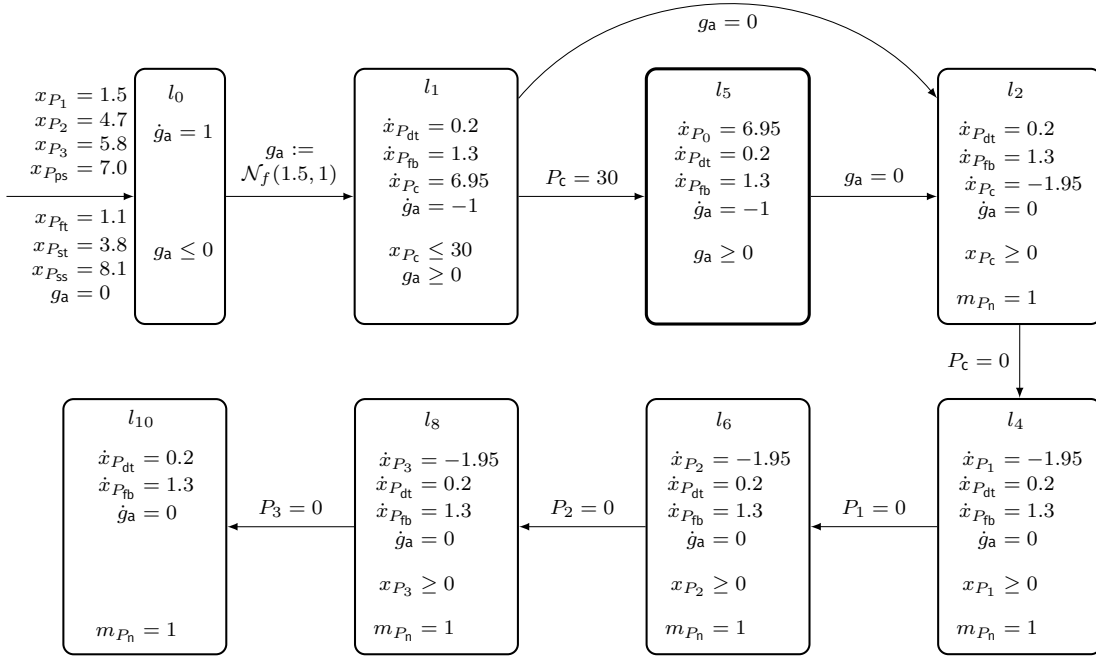 x_{P_1} = 1.5
x_{P_2} = 4.7
x_{P_3} = 5.8
x_{P_ps} = 7.0
x_{P_ft} = 1.1
x_{P_st} = 3.8
x_{P_ss} = 8.1
g_a = 0
l_0
ġ_a = 1
g_a ≤ 0
g_a :=
𝒩_f(1.5, 1)
l_1
ẋ_{P_dt} = 0.2
ẋ_{P_fb} = 1.3
ẋ_{P_c} = 6.95
ġ_a = −1
x_{P_c} ≤ 30
g_a ≥ 0
g_a = 0
P_c = 30
l_5
ẋ_{P_0} = 6.95
ẋ_{P_dt} = 0.2
ẋ_{P_fb} = 1.3
ġ_a = −1
g_a ≥ 0
g_a = 0
l_2
ẋ_{P_dt} = 0.2
ẋ_{P_fb} = 1.3
ẋ_{P_c} = −1.95
ġ_a = 0
x_{P_c} ≥ 0
m_{P_n} = 1
P_c = 0
l_4
ẋ_{P_1} = −1.95
ẋ_{P_dt} = 0.2
ẋ_{P_fb} = 1.3
ġ_a = 0
x_{P_1} ≥ 0
m_{P_n} = 1
P_1 = 0
l_6
ẋ_{P_2} = −1.95
ẋ_{P_dt} = 0.2
ẋ_{P_fb} = 1.3
ġ_a = 0
x_{P_2} ≥ 0
m_{P_n} = 1
P_2 = 0
l_8
ẋ_{P_3} = −1.95
ẋ_{P_dt} = 0.2
ẋ_{P_fb} = 1.3
ġ_a = 0
x_{P_3} ≥ 0
m_{P_n} = 1
P_3 = 0
l_{10}
ẋ_{P_dt} = 0.2
ẋ_{P_fb} = 1.3
ġ_a = 0
m_{P_n} = 1